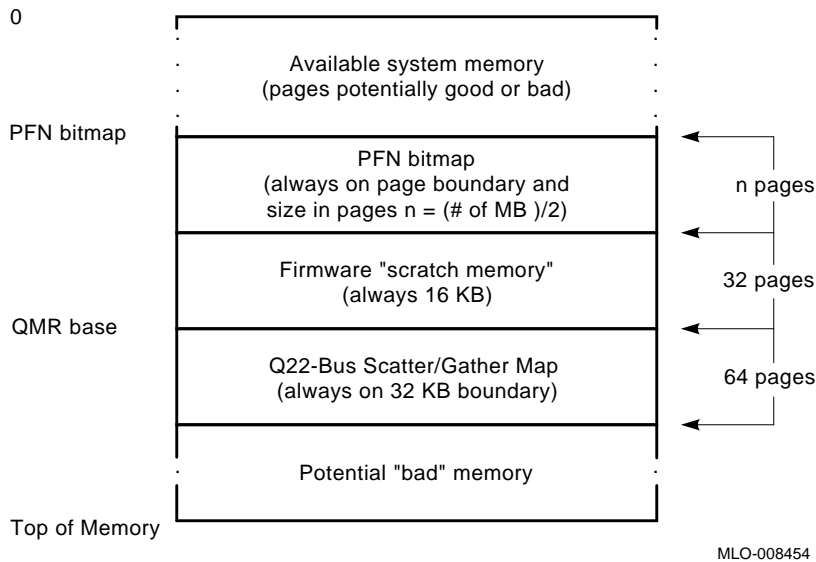 0
Available system memory
(pages potentially good or bad)
PFN bitmap
PFN bitmap
(always on page boundary and
size in pages n = (# of MB )/2)
n pages
Firmware "scratch memory"
(always 16 KB)
32 pages
QMR base
Q22-Bus Scatter/Gather Map
(always on 32 KB boundary)
64 pages
Potential "bad" memory
Top of Memory
MLO-008454